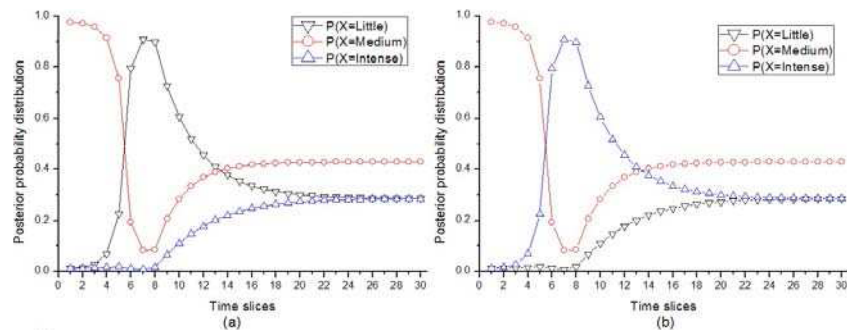 P(X=Little)
P(X=Medium)
P(X=Intense)
Posterior probability distribution
1.0
0.8
0.6
0.4
0.2
0.0
0 2 4 6 8 10 12 14 16 18 20 22 24 26 28 30
Time slices
(a)
P(X=Little)
P(X=Medium)
P(X=Intense)
Posterior probability distribution
1.0
0.8
0.6
0.4
0.2
0.0
0 2 4 6 8 10 12 14 16 18 20 22 24 26 28 30
Time slices
(b)